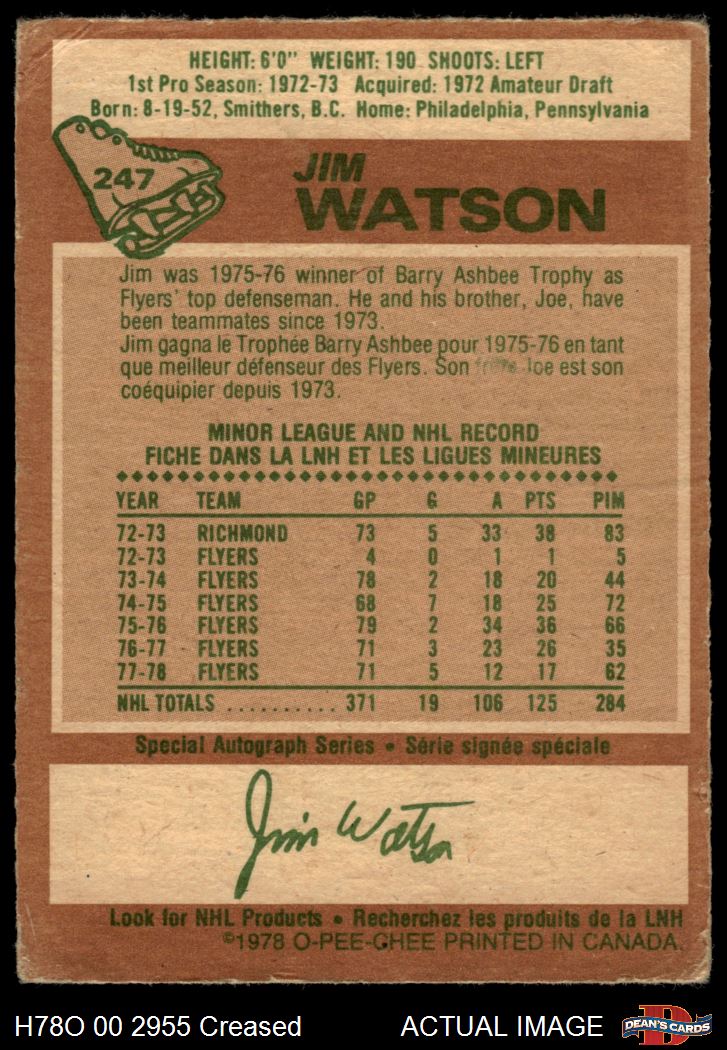 HEIGHT: 6'0" WEIGHT: 190 SHOOTS: LEFT
1st Pro Season: 1972-73 Acquired: 1972 Amateur Draft
Born: 8-19-52, Smithers, B.C. Home: Philadelphia, Pennsylvania
247
JIM
WATSON
Jim was 1975-76 winner of Barry Ashbee Trophy as
Flyers' top defenseman. He and his brother, Joe, have
been teammates since 1973.
Jim gagna le Trophée Barry Ashbee pour 1975-76 en tant
que meilleur défenseur des Flyers. Son frère Joe est son
coéquipier depuis 1973.
MINOR LEAGUE AND NHL RECORD
FICHE DANS LA LNH ET LES LIGUES MINEURES
YEAR TEAM GP G A PTS PIM
72-73 RICHMOND 73 5 33 38 83
72-73 FLYERS 4 0 1 1 5
73-74 FLYERS 78 2 18 20 44
74-75 FLYERS 68 7 18 25 72
75-76 FLYERS 79 2 34 36 66
76-77 FLYERS 71 3 23 26 35
77-78 FLYERS 71 5 12 17 62
NHL TOTALS .......... 371 19 106 125 284
Special Autograph Series • Série signée spéciale
Jim Watson
Look for NHL Products • Recherchez les produits de la LNH
©1978 O-PEE-CHEE PRINTED IN CANADA.
H78O 00 2955 Creased ACTUAL IMAGE
D
DEAN'S CARDS